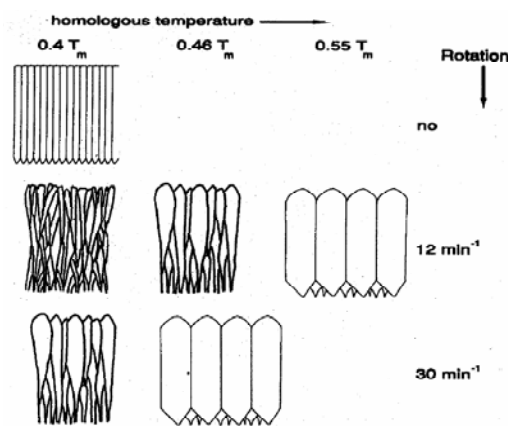 homologous temperature
0.4 Tm 0.46 Tm 0.55 Tm
Rotation
no
12 min⁻¹
30 min⁻¹